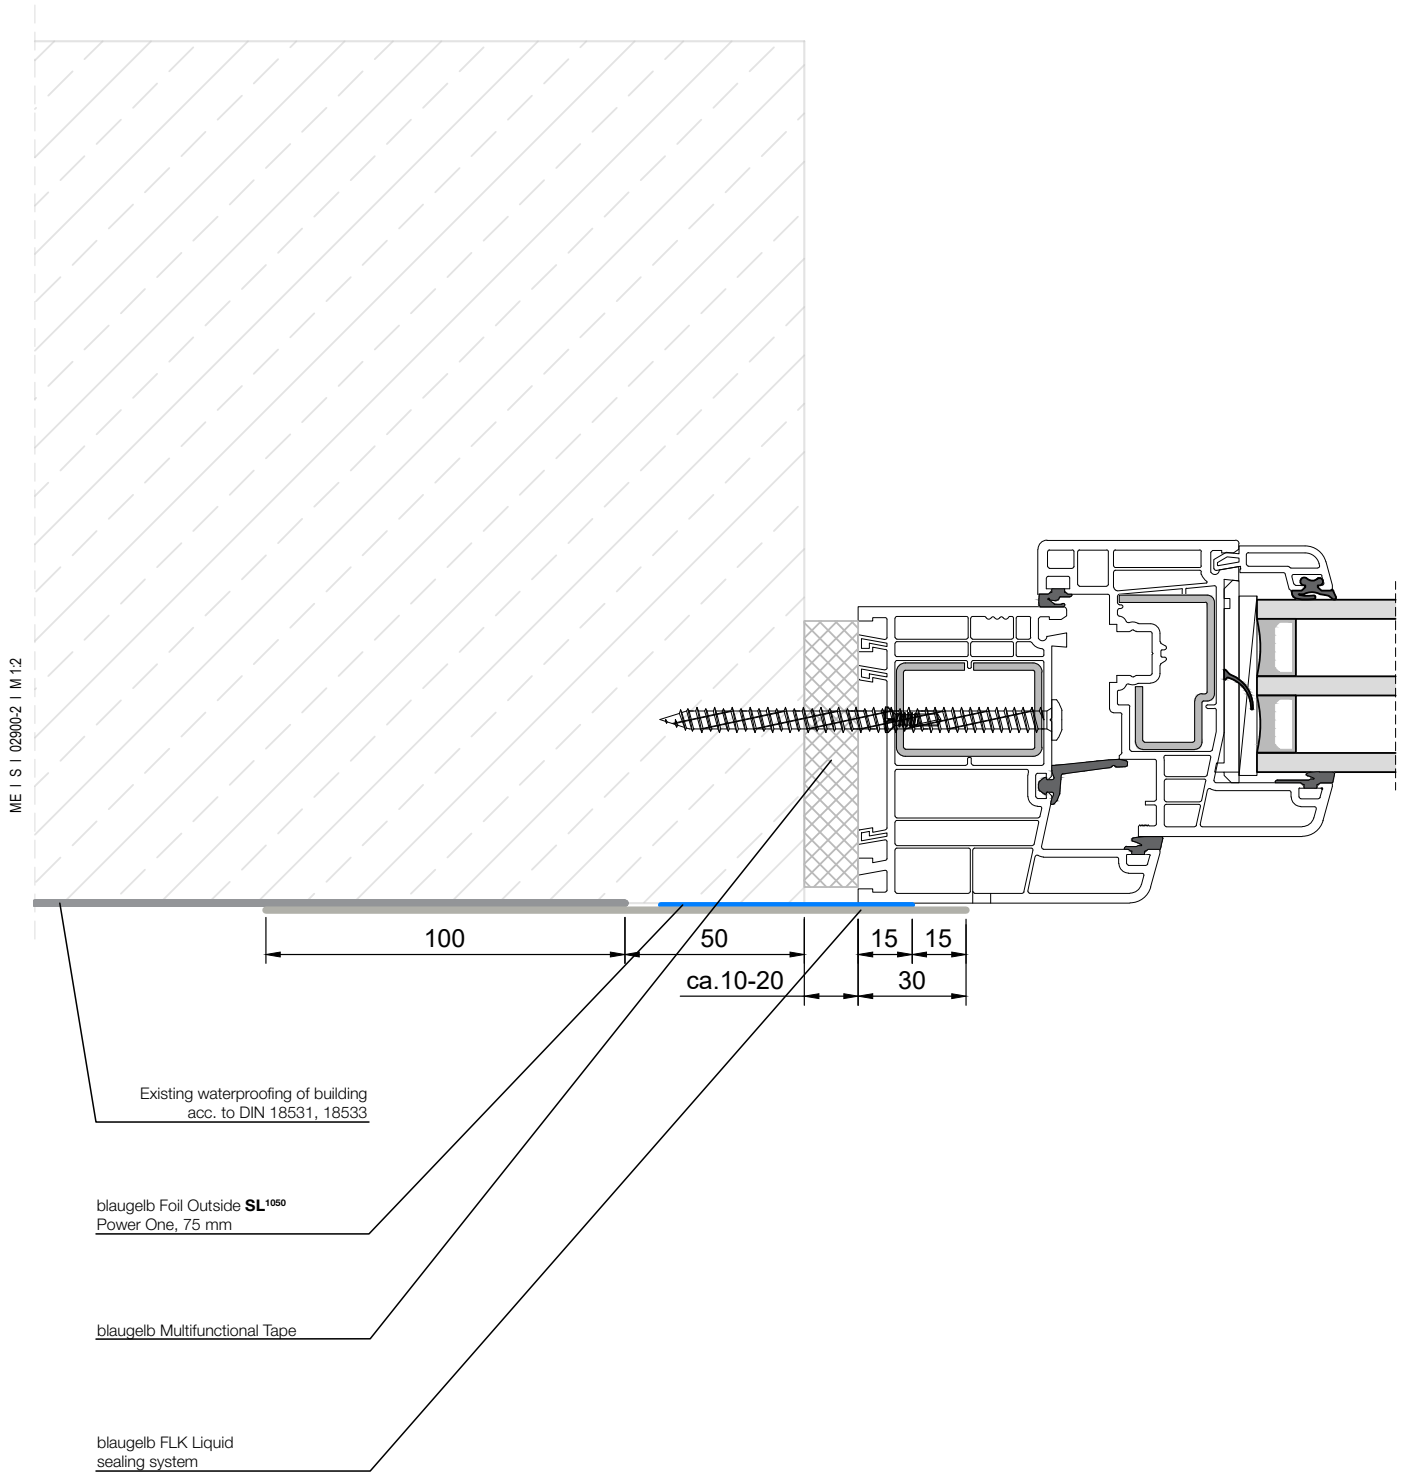 ME I S I 02900-2 I M 1:2
100
50
15
15
ca.10-20
30
Existing waterproofing of building
acc. to DIN 18531, 18533
blaugelb Foil Outside SL¹⁰⁵⁰
Power One, 75 mm
blaugelb Multifunctional Tape
blaugelb FLK Liquid
sealing system